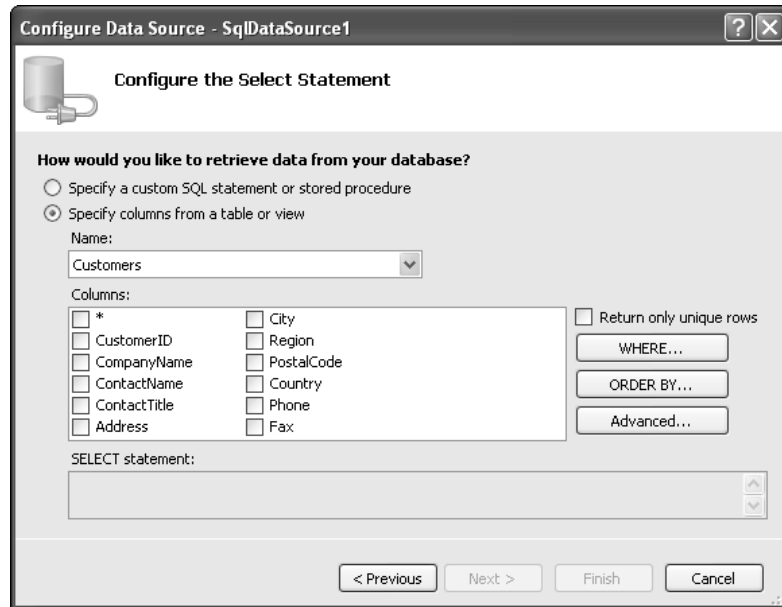 Configure Data Source - SqlDataSource1
Configure the Select Statement
How would you like to retrieve data from your database?
Specify a custom SQL statement or stored procedure
Specify columns from a table or view
Name:
Customers
Columns:
*
CustomerID
CompanyName
ContactName
ContactTitle
Address
City
Region
PostalCode
Country
Phone
Fax
Return only unique rows
WHERE...
ORDER BY...
Advanced...
SELECT statement:
< Previous
Next >
Finish
Cancel